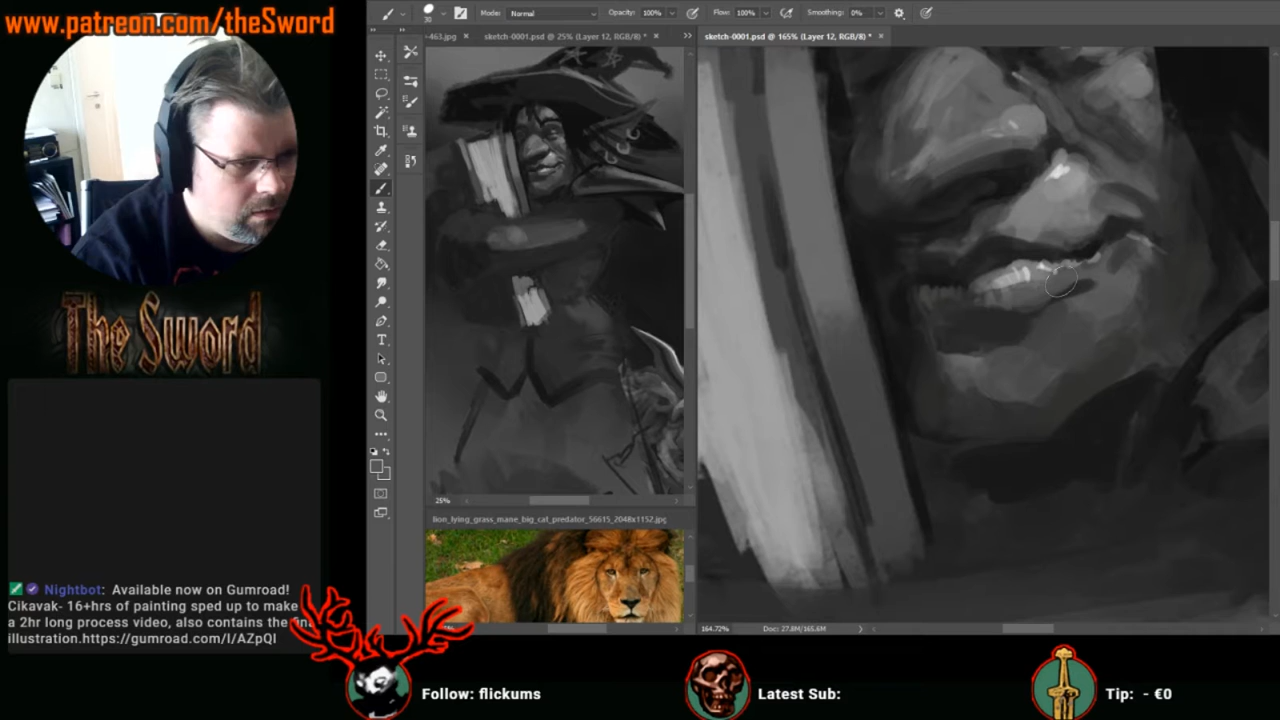 www.patreon.com/theSword
Mode: Normal Opacity: 100% Flow: 100% Smoothing: 0%
-463.jpg × sketch-0001.psd @ 25% (Layer 12, RGB/8) * ×
sketch-0001.psd @ 165% (Layer 12, RGB/8) * ×
30
The Sword
25%
lion_lying_grass_mane_big_cat_predator_56615_2048x1152.jpg
Nightbot: Available now on Gumroad!
Cikavak- 16+hrs of painting sped up to make
a 2hr long process video, also contains the
illustration.https://gumroad.com/l/AZpQI
164.72% Doc: 27.8M/165.6M
Follow: flickums
Latest Sub:
Tip: - €0